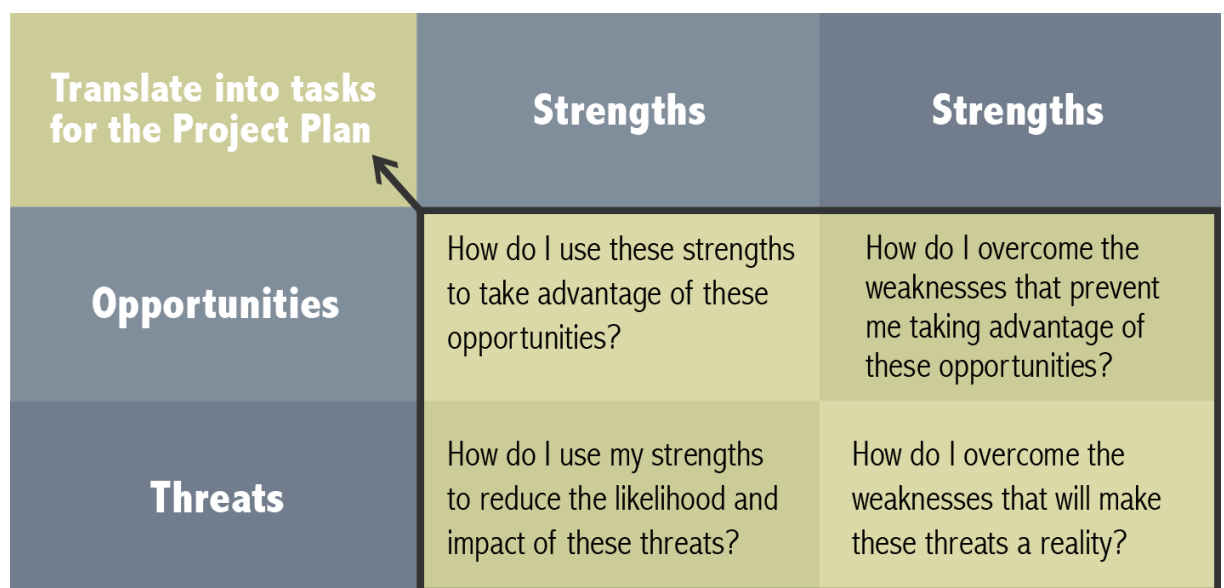 Translate into tasks
for the Project Plan
Strengths
Strengths
Opportunities
How do I use these strengths
to take advantage of these
opportunities?
How do I overcome the
weaknesses that prevent
me taking advantage of
these opportunities?
Threats
How do I use my strengths
to reduce the likelihood and
impact of these threats?
How do I overcome the
weaknesses that will make
these threats a reality?